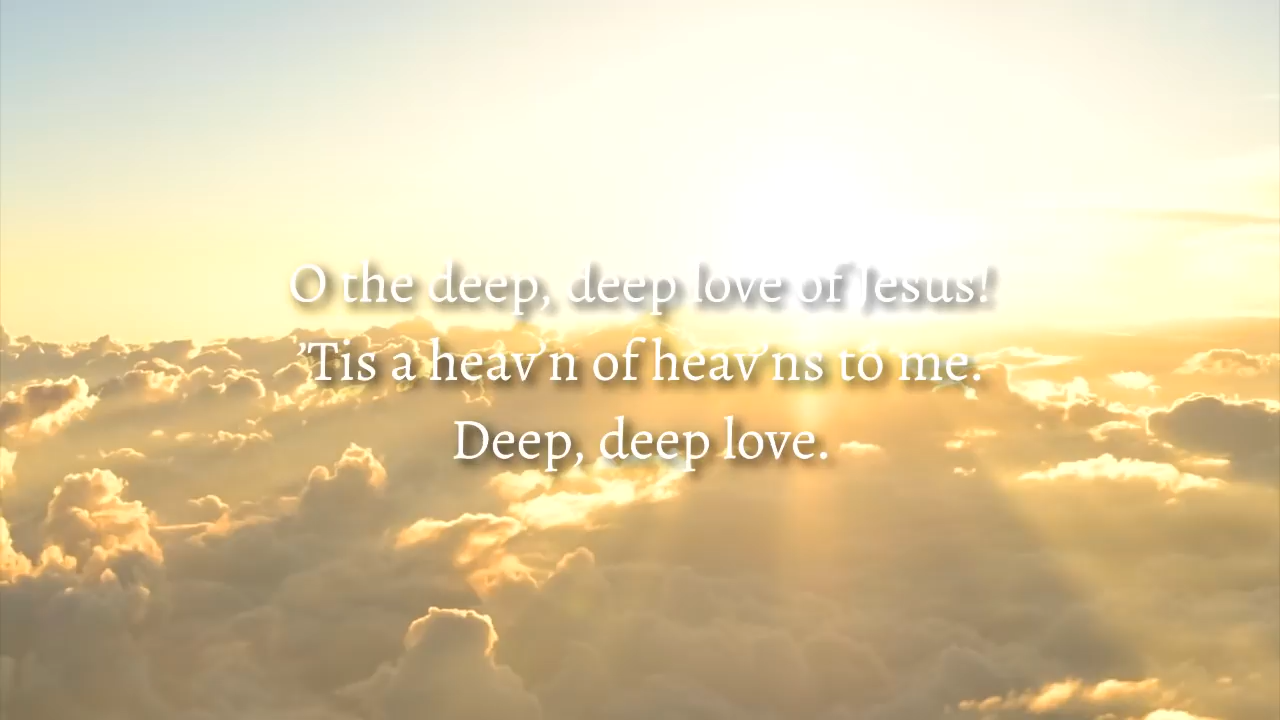 O the deep, deep love of Jesus!
’Tis a heav’n of heav’ns to me:
Deep, deep love.